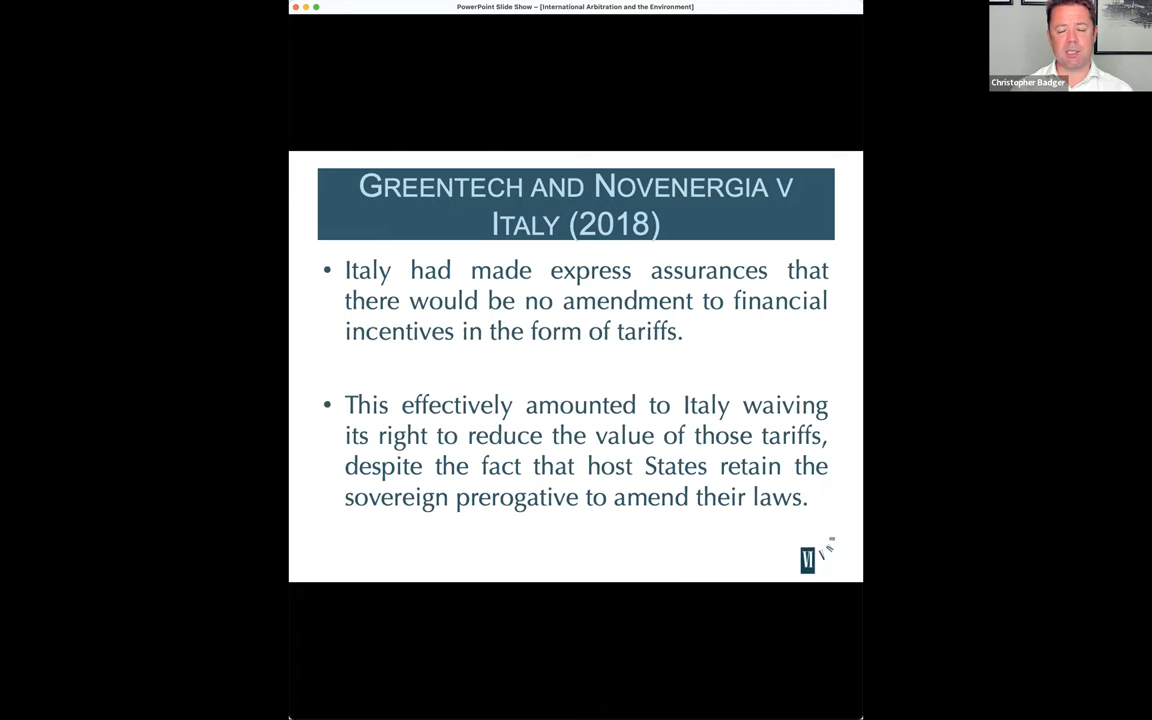 PowerPoint Slide Show – [International Arbitration and the Environment]
Christopher Badger
GREENTECH AND NOVENERGIA V
ITALY (2018)
• Italy had made express assurances that
there would be no amendment to financial
incentives in the form of tariffs.
• This effectively amounted to Italy waiving
its right to reduce the value of those tariffs,
despite the fact that host States retain the
sovereign prerogative to amend their laws.
VI